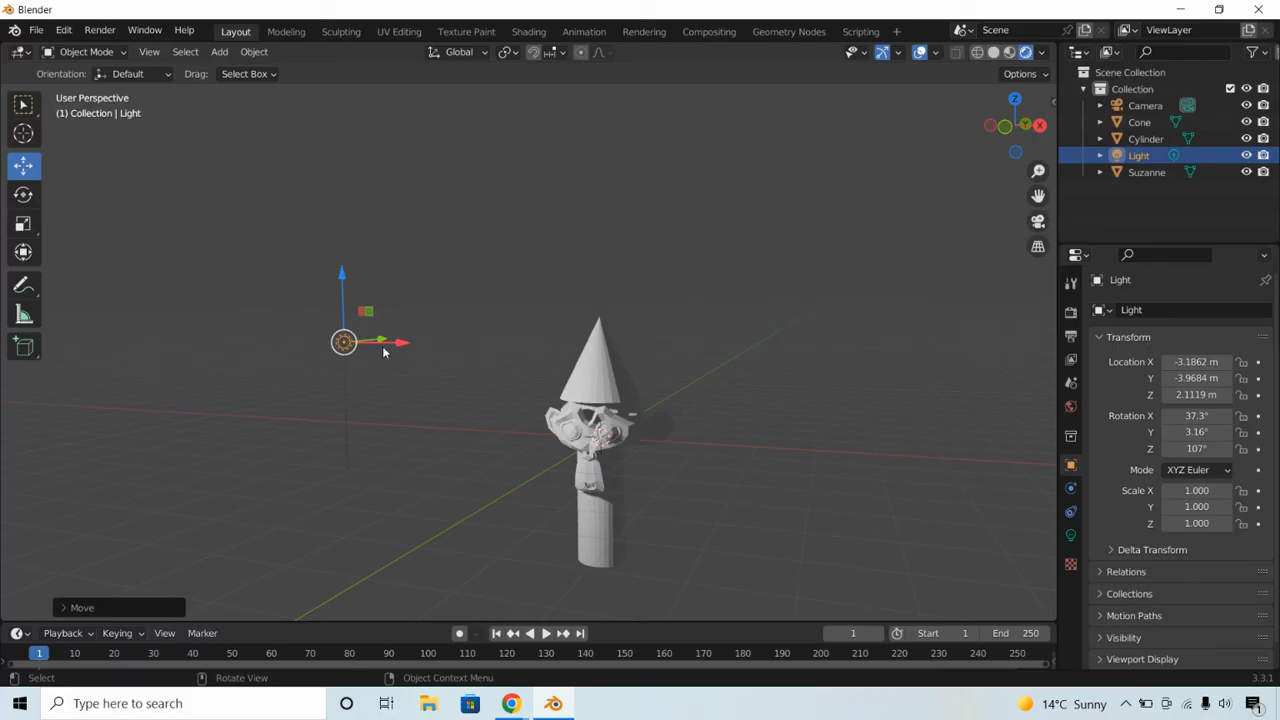 Blender
File Edit Render Window Help Layout Modeling Sculpting UV Editing Texture Paint Shading Animation Rendering Compositing Geometry Nodes Scripting + Scene ViewLayer
Object Mode View Select Add Object Global
Orientation: Default Drag: Select Box Options
User Perspective
(1) Collection | Light
Z
Y
X
Scene Collection
Collection
Camera
Cone
Cylinder
Light
Suzanne
Light
Light
Transform
Location X -3.1862 m
Y -3.9684 m
Z 2.1119 m
Rotation X 37.3°
Y 3.16°
Z 107°
Mode XYZ Euler
Scale X 1.000
Y 1.000
Z 1.000
Delta Transform
Relations
Collections
Motion Paths
Visibility
Viewport Display
Move
Playback Keying View Marker 1 Start 1 End 250
1 10 20 30 40 50 60 70 80 90 100 110 120 130 140 150 160 170 180 190 200 210 220 230 240 250
Select Rotate View Object Context Menu 3.3.1
Type here to search 14°C Sunny 1